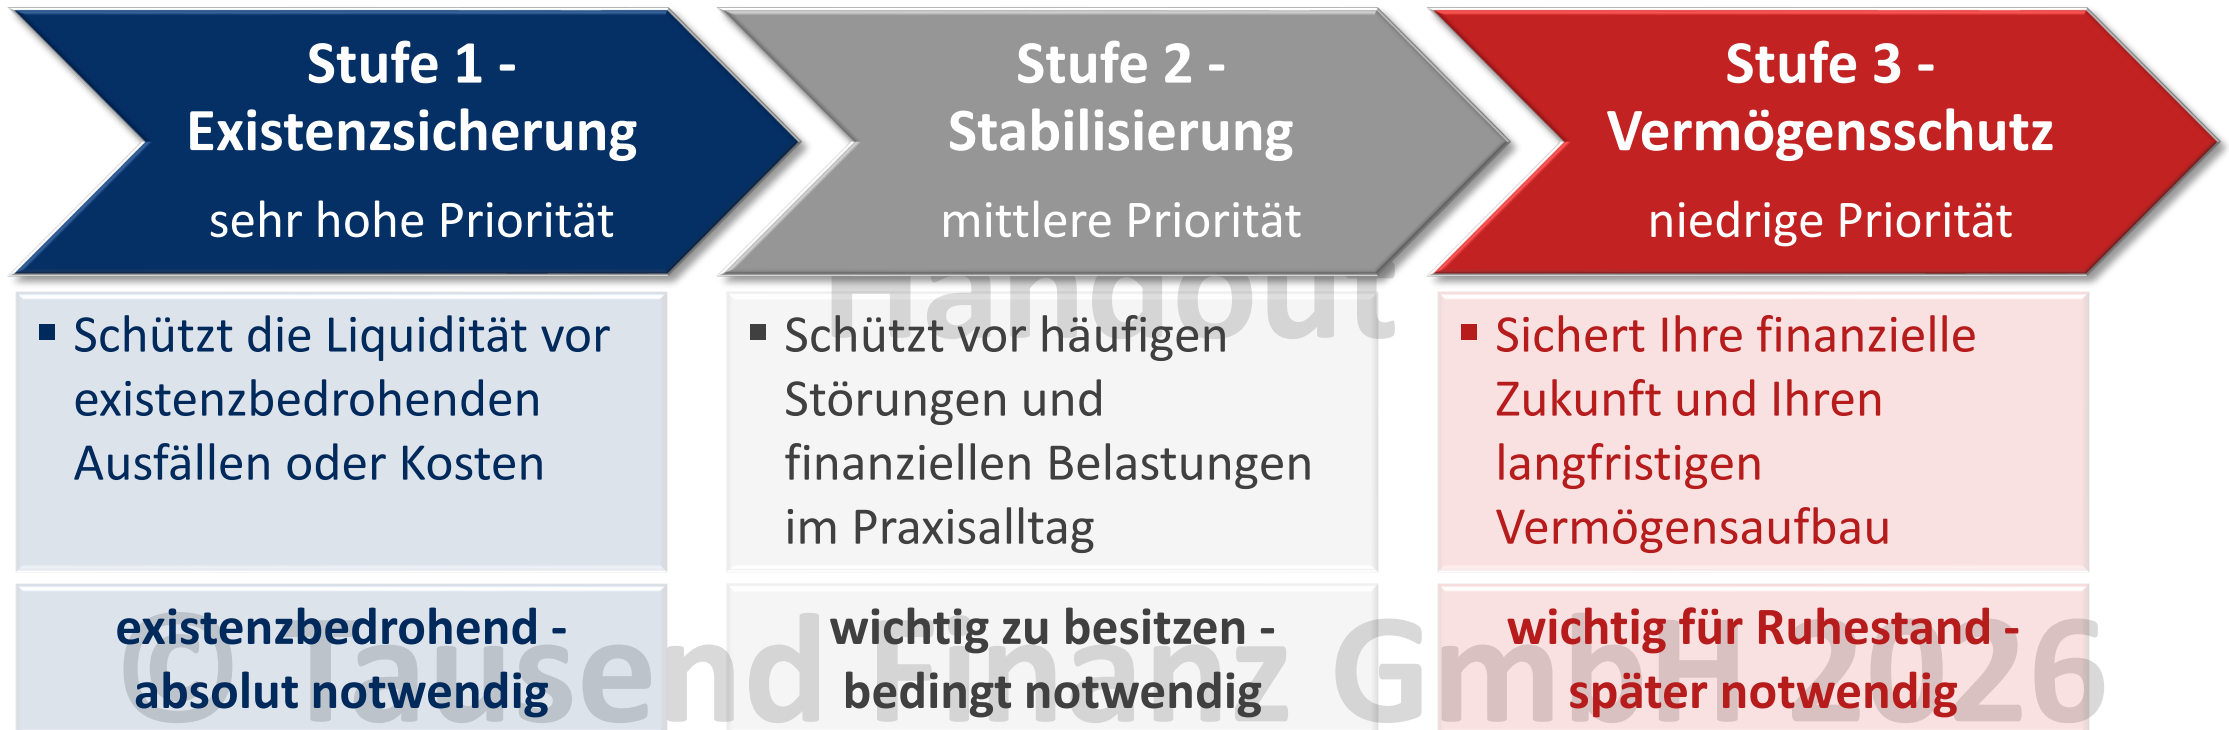 Stufe 1 -
Existenzsicherung
sehr hohe Priorität
Stufe 2 -
Stabilisierung
mittlere Priorität
Stufe 3 -
Vermögensschutz
niedrige Priorität
Handout
▪ Schützt die Liquidität vor
existenzbedrohenden
Ausfällen oder Kosten
▪ Schützt vor häufigen
Störungen und
finanziellen Belastungen
im Praxisalltag
▪ Sichert Ihre finanzielle
Zukunft und Ihren
langfristigen
Vermögensaufbau
existenzbedrohend -
absolut notwendig
wichtig zu besitzen -
bedingt notwendig
wichtig für Ruhestand -
später notwendig
© Tausend Finanz GmbH 2026